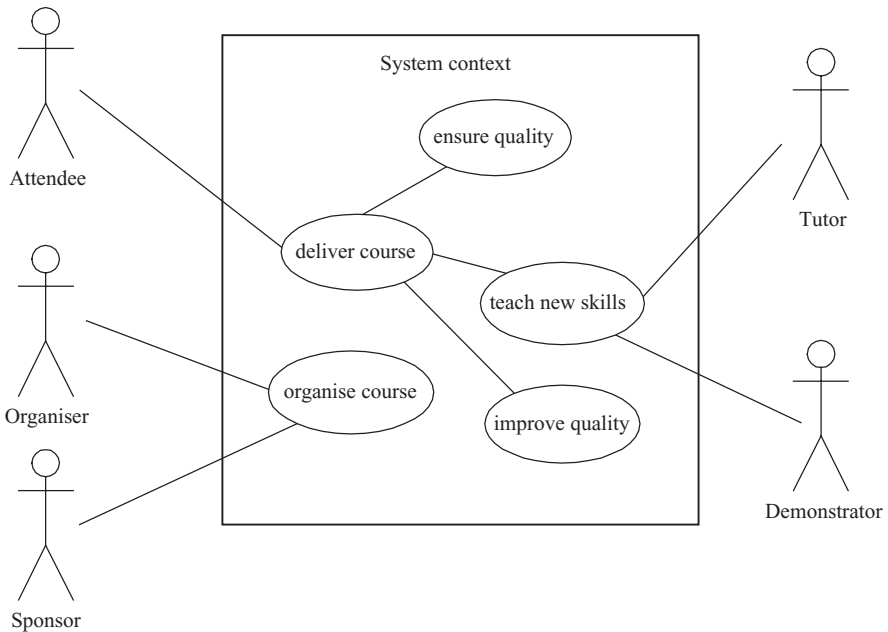 System context
Attendee
ensure quality
Tutor
deliver course
teach new skills
Organiser
organise course
improve quality
Demonstrator
Sponsor